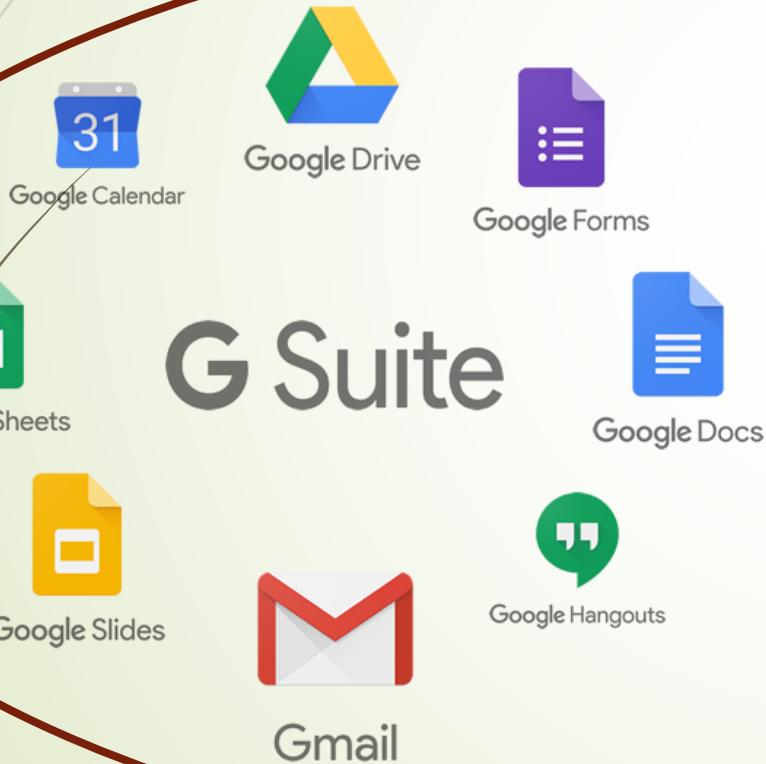 Google Drive
31
Google Calendar
Google Forms
G Suite
Sheets
Google Docs
Google Slides
Google Hangouts
Gmail